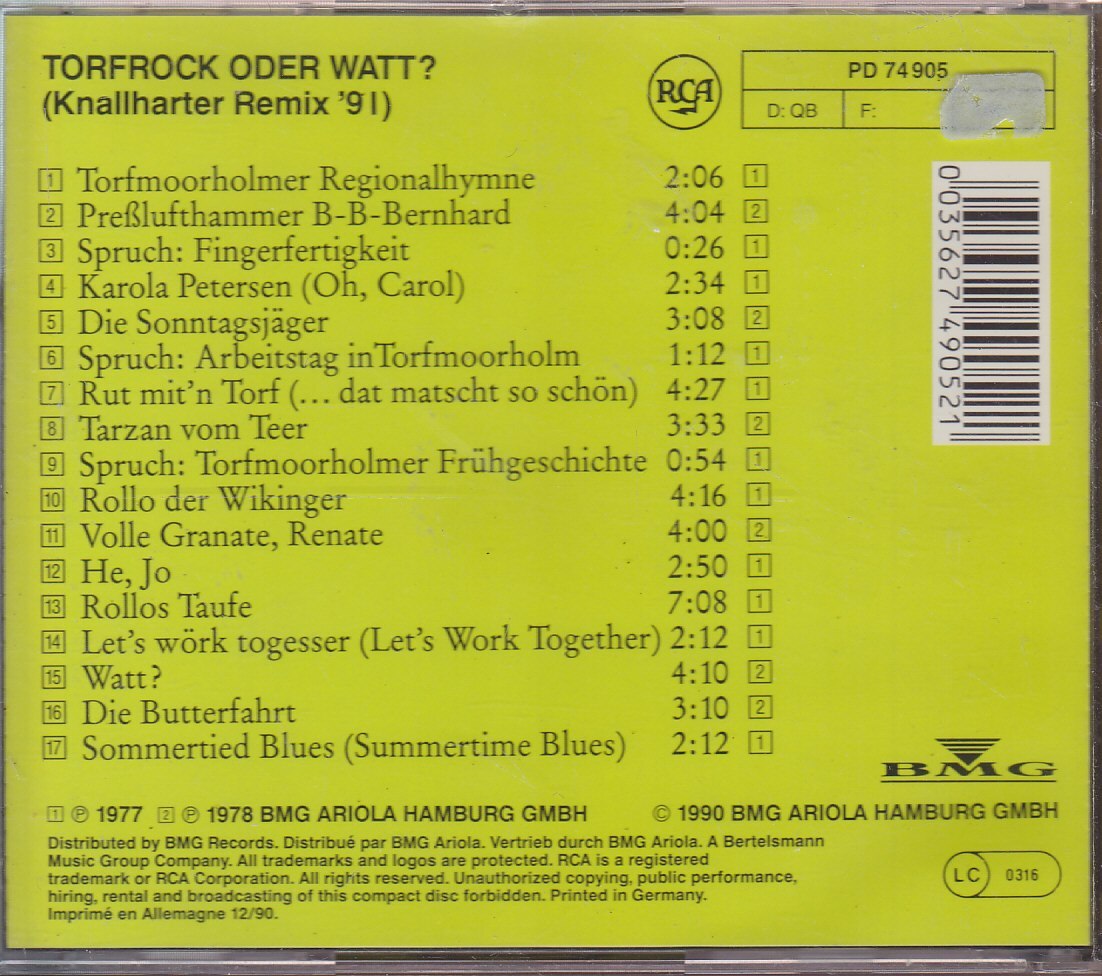 TORFROCK ODER WATT?
(Knallharter Remix '91)
RCA
PD 74905
D: QB F:
1 Torfmoorholmer Regionalhymne 2:06 1
2 Preßlufthammer B-B-Bernhard 4:04 2
3 Spruch: Fingerfertigkeit 0:26 1
4 Karola Petersen (Oh, Carol) 2:34 1
5 Die Sonntagsjäger 3:08 2
6 Spruch: Arbeitstag inTorfmoorholm 1:12 1
7 Rut mit'n Torf (... dat matscht so schön) 4:27 1
8 Tarzan vom Teer 3:33 2
9 Spruch: Torfmoorholmer Frühgeschichte 0:54 1
10 Rollo der Wikinger 4:16 1
11 Volle Granate, Renate 4:00 2
12 He, Jo 2:50 1
13 Rollos Taufe 7:08 1
14 Let's wörk togesser (Let's Work Together) 2:12 1
15 Watt? 4:10 2
16 Die Butterfahrt 3:10 2
17 Sommertied Blues (Summertime Blues) 2:12 1
0035627 490521
BMG
1 ℗ 1977 2 ℗ 1978 BMG ARIOLA HAMBURG GMBH © 1990 BMG ARIOLA HAMBURG GMBH
Distributed by BMG Records. Distribué par BMG Ariola. Vertrieb durch BMG Ariola. A Bertelsmann
Music Group Company. All trademarks and logos are protected. RCA is a registered
trademark or RCA Corporation. All rights reserved. Unauthorized copying, public performance,
hiring, rental and broadcasting of this compact disc forbidden. Printed in Germany.
Imprimé en Allemagne 12/90.
LC 0316